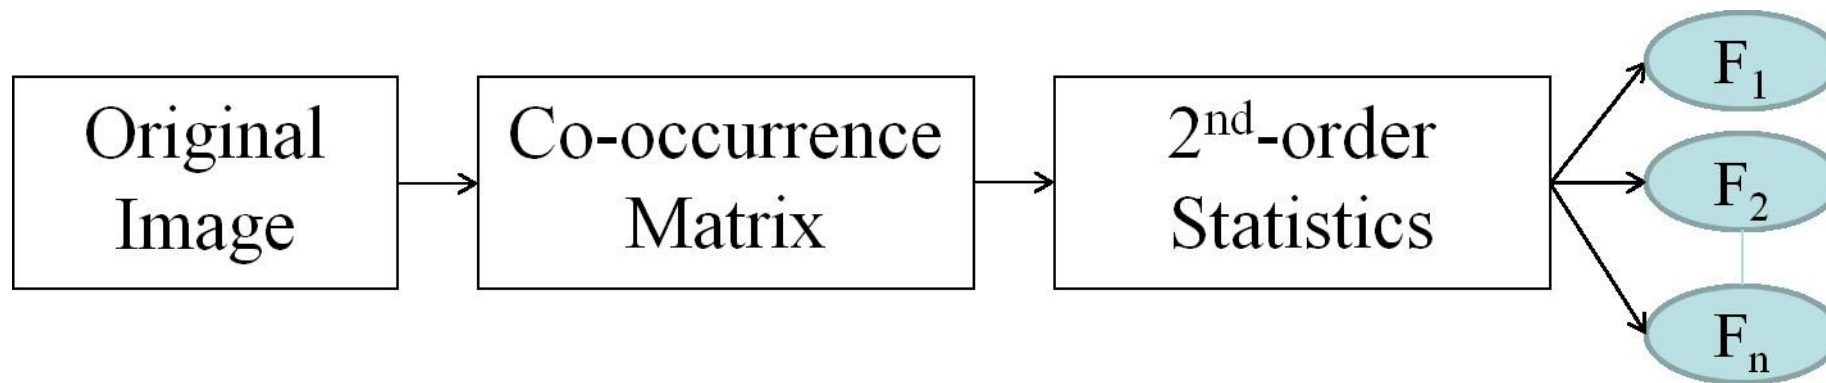 Original
Image
Co-occurrence
Matrix
2nd-order
Statistics
F1
F2
Fn